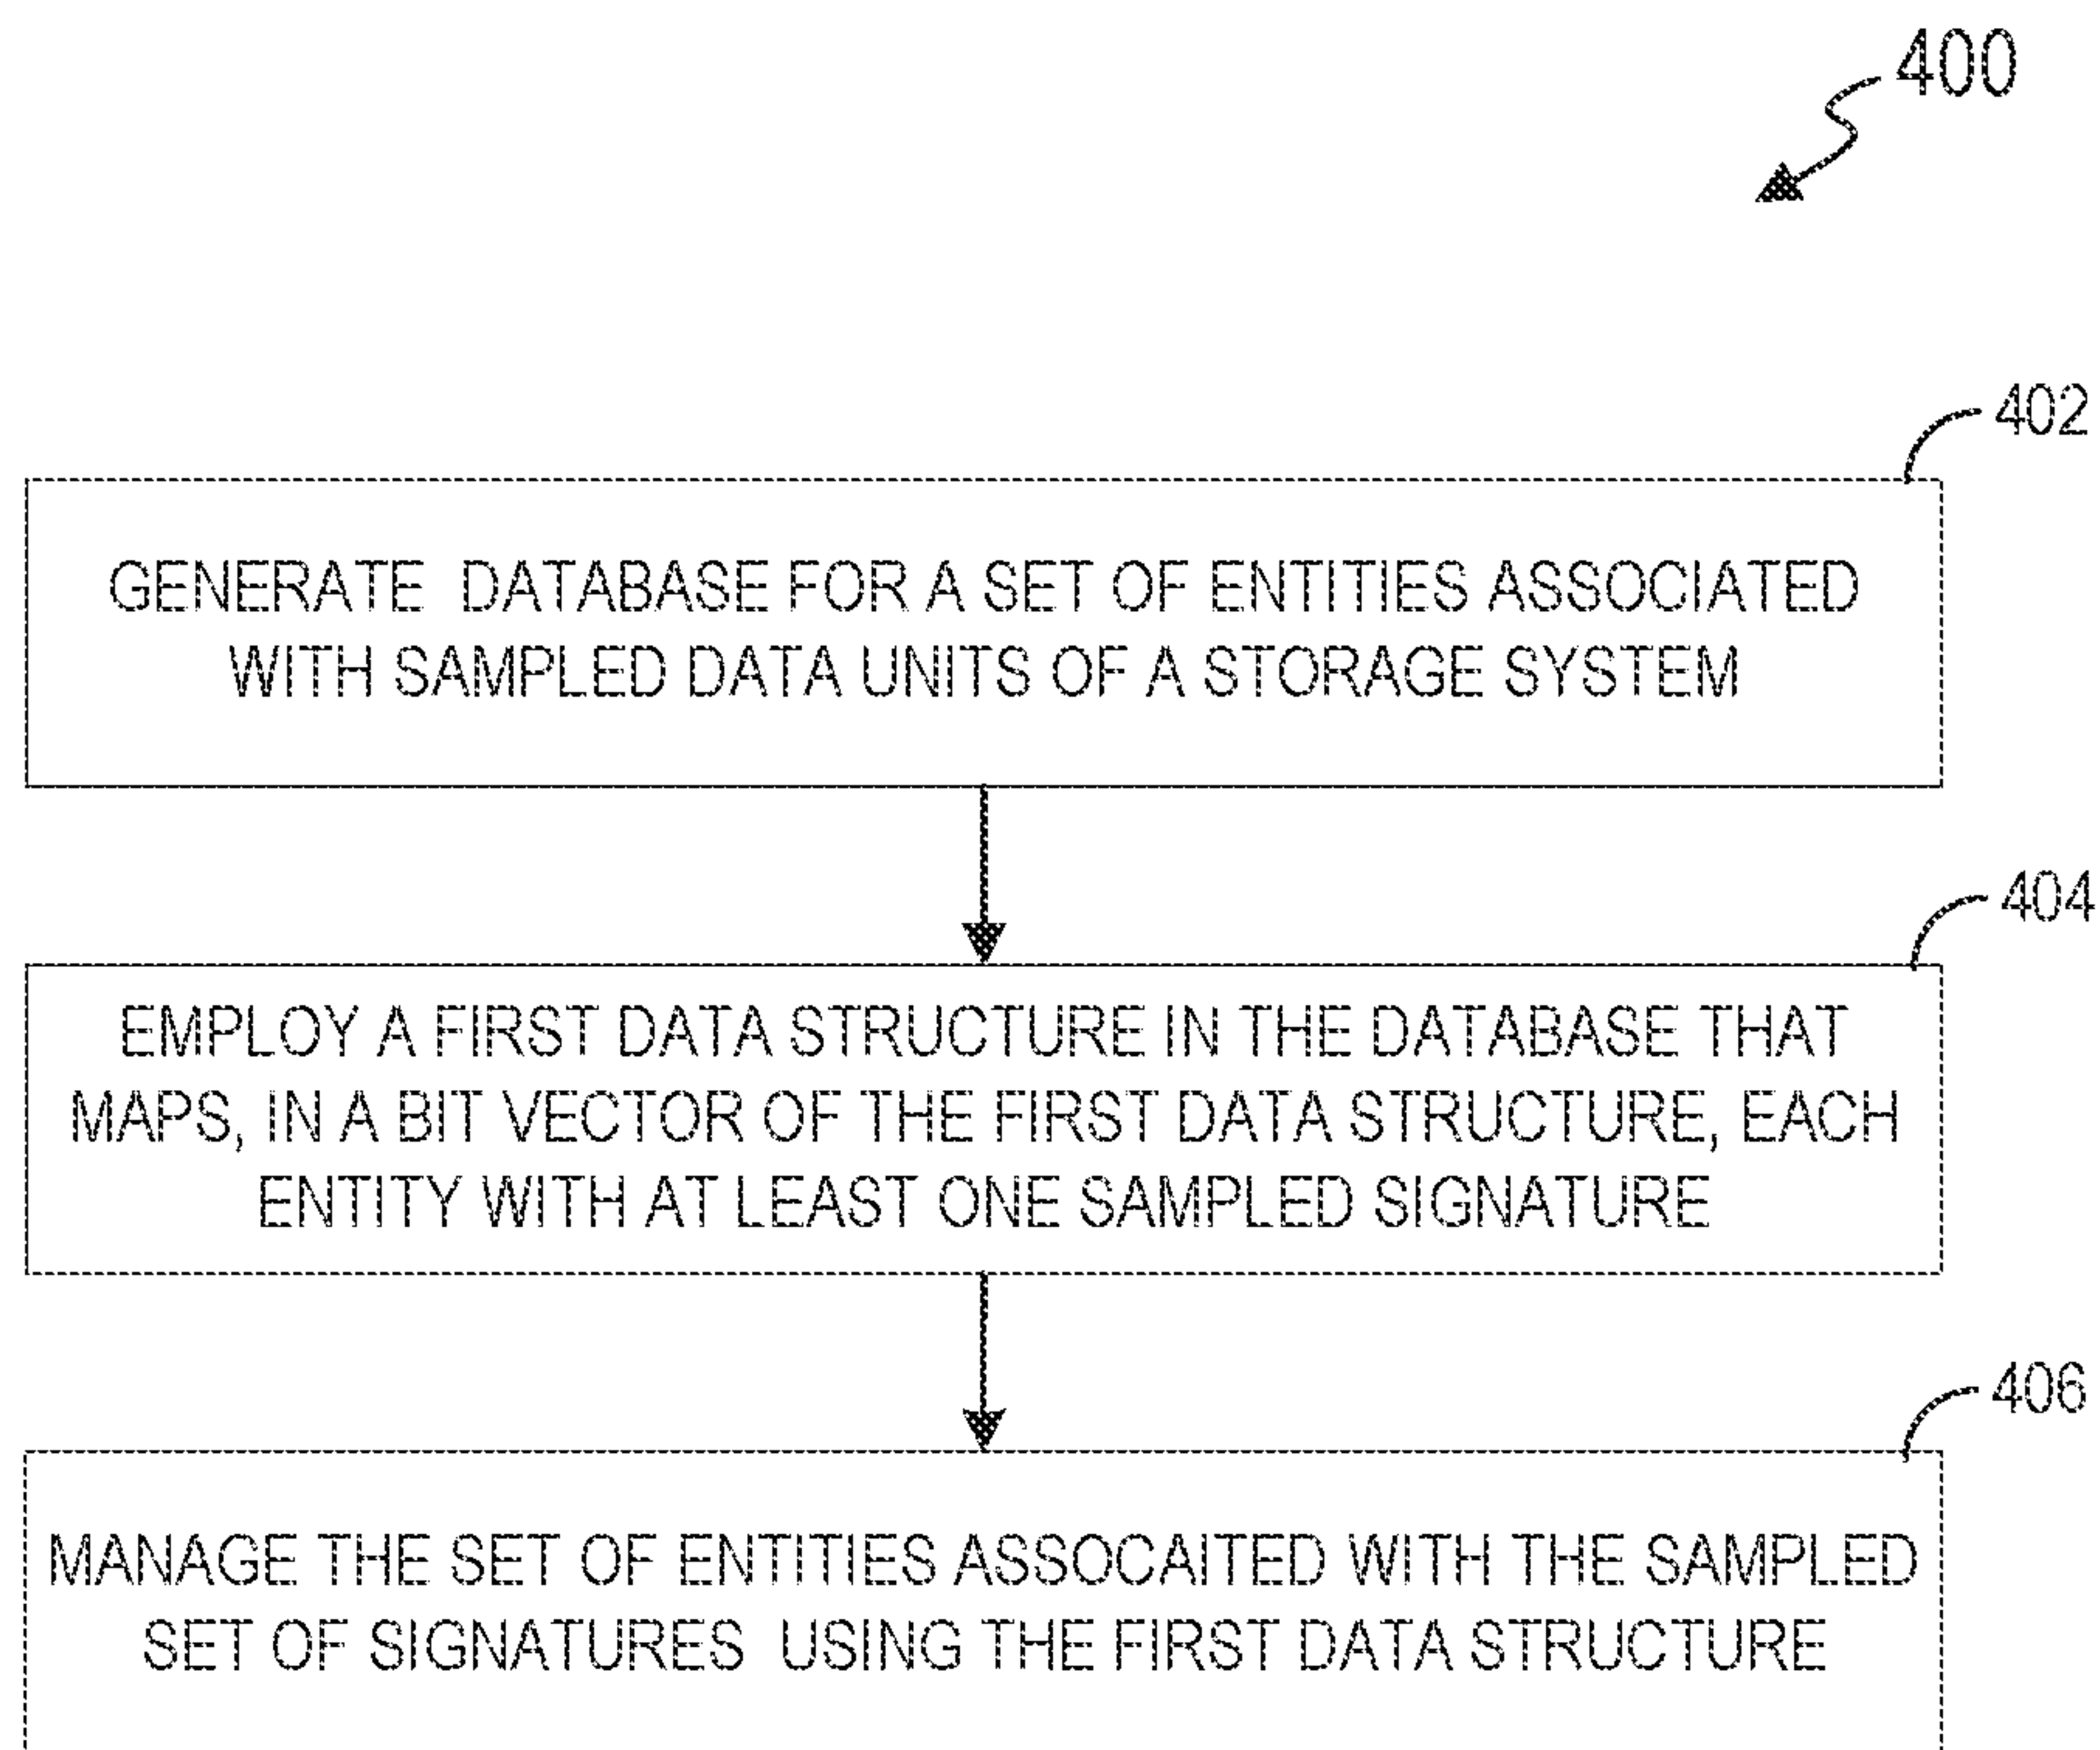 400
402
GENERATE DATABASE FOR A SET OF ENTITIES ASSOCIATED
WITH SAMPLED DATA UNITS OF A STORAGE SYSTEM
404
EMPLOY A FIRST DATA STRUCTURE IN THE DATABASE THAT
MAPS, IN A BIT VECTOR OF THE FIRST DATA STRUCTURE, EACH
ENTITY WITH AT LEAST ONE SAMPLED SIGNATURE
406
MANAGE THE SET OF ENTITIES ASSOCAITED WITH THE SAMPLED
SET OF SIGNATURES USING THE FIRST DATA STRUCTURE